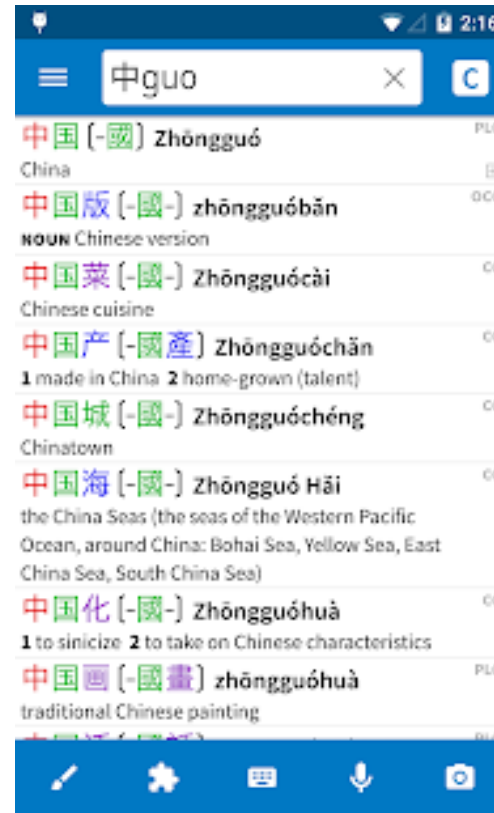 2:16
中guo
C
中国 [-國] Zhōngguó
China
中国版 [-國-] zhōngguóbǎn
NOUN Chinese version
中国菜 [-國-] Zhōngguócài
Chinese cuisine
中国产 [-國產] Zhōngguóchǎn
1 made in China 2 home-grown (talent)
中国城 [-國-] Zhōngguóchéng
Chinatown
中国海 [-國-] Zhōngguó Hǎi
the China Seas (the seas of the Western Pacific
Ocean, around China: Bohai Sea, Yellow Sea, East
China Sea, South China Sea)
中国化 [-國-] Zhōngguóhuà
1 to sinicize 2 to take on Chinese characteristics
中国画 [-國畫] zhōngguóhuà
traditional Chinese painting